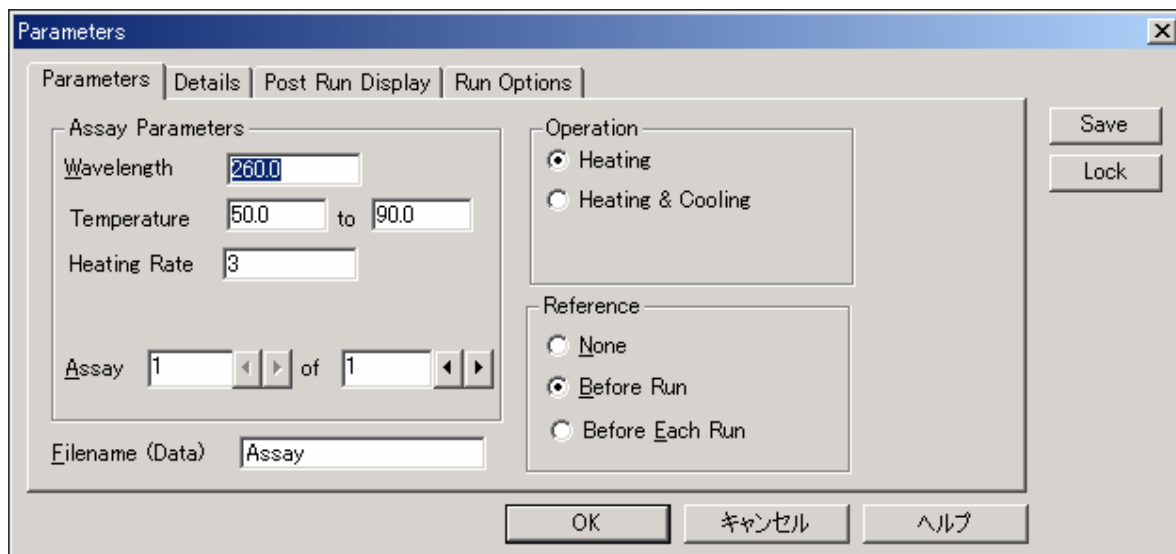 Parameters
Parameters Details Post Run Display Run Options
Assay Parameters
Wavelength 260.0
Temperature 50.0 to 90.0
Heating Rate 3
Assay 1 of 1
Filename (Data) Assay
Operation
Heating
Heating & Cooling
Reference
None
Before Run
Before Each Run
Save
Lock
OK キャンセル ヘルプ